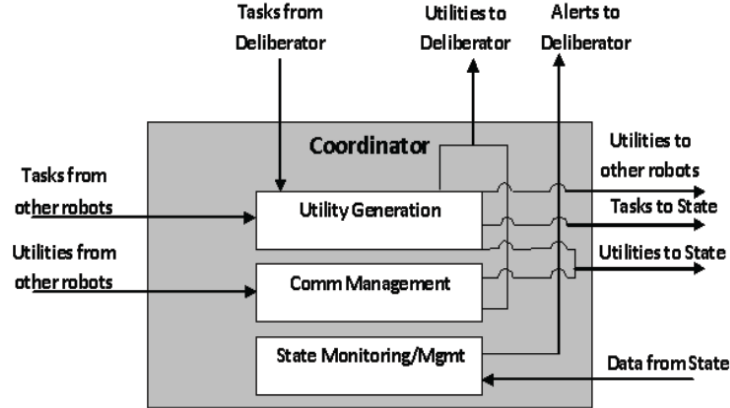 Tasks from
Deliberator
Utilities to
Deliberator
Alerts to
Deliberator
Coordinator
Utilities to
other robots
Tasks from
other robots
Utility Generation
Tasks to State
Utilities from
other robots
Utilities to State
Comm Management
State Monitoring/Mgmt
Data from State